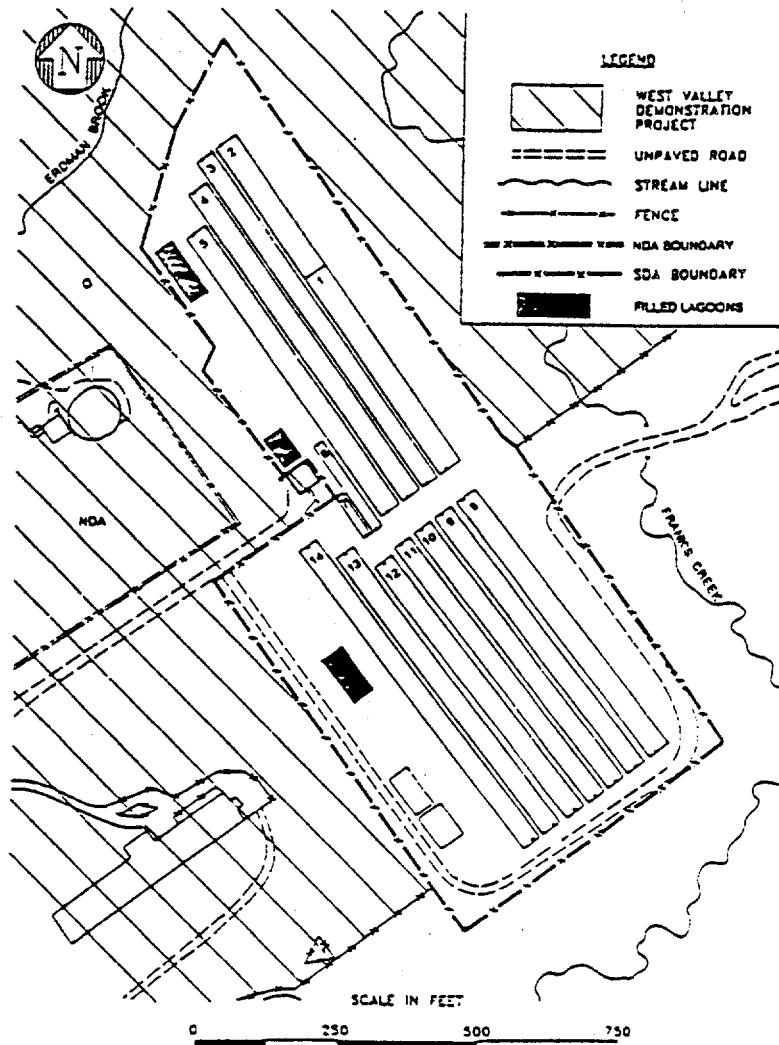 N
ERDMAN BROOK
LEGEND
WEST VALLEY
DEMONSTRATION
PROJECT
UNPAVED ROAD
STREAM LINE
FENCE
NDA BOUNDARY
SDA BOUNDARY
FILLED LAGOONS
2
3
4
5
1
NDA
14
13
12
11
10
9
8
FRANK'S CREEK
SCALE IN FEET
0 250 500 750